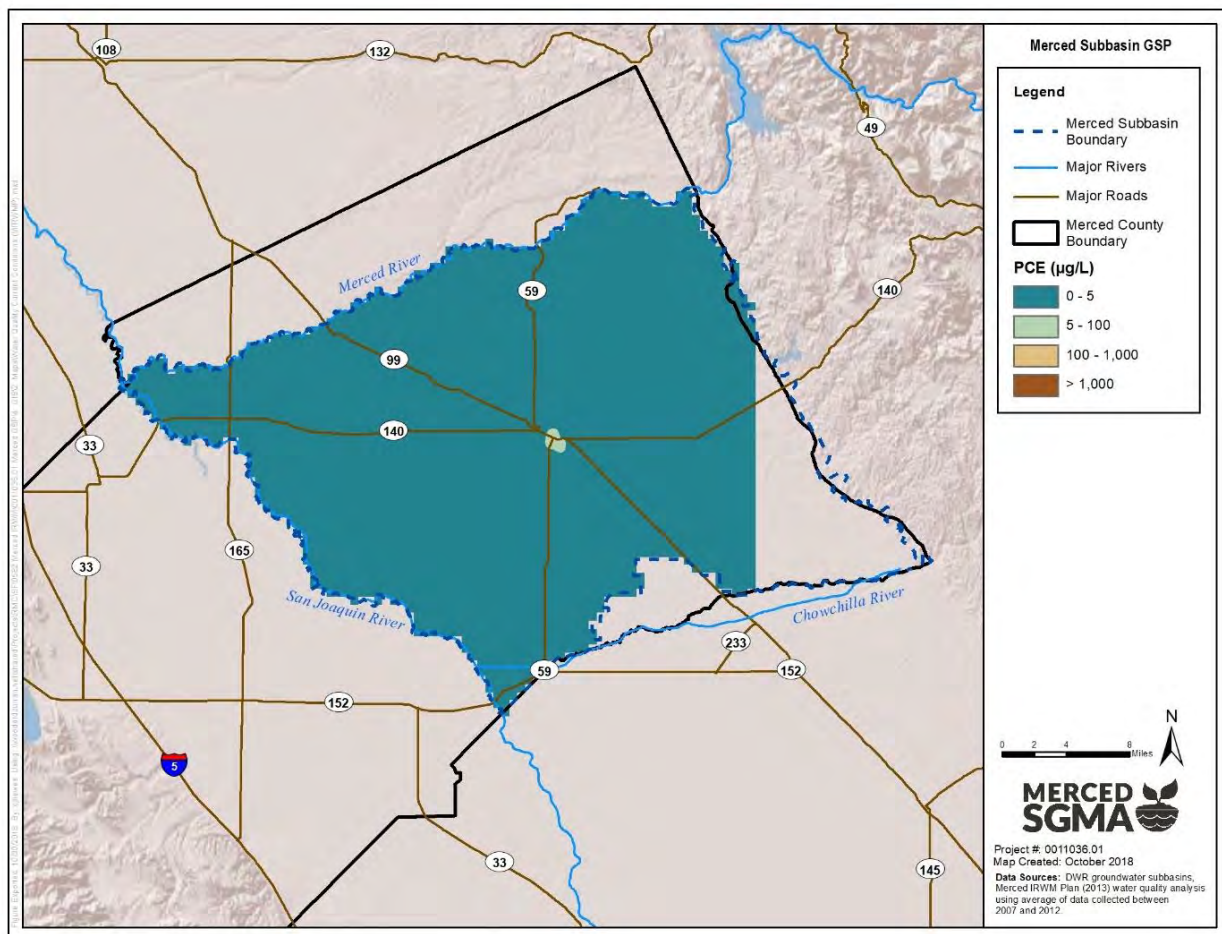 Merced Subbasin GSP
Legend
Merced Subbasin
Boundary
Major Rivers
Major Roads
Merced County
Boundary
PCE (µg/L)
0 - 5
5 - 100
100 - 1,000
> 1,000
108
132
49
Merced River
59
140
99
140
33
165
33
San Joaquin River
Chowchilla River
233
59
152
152
5
33
145
N
0 2 4 8
Miles
MERCED
SGMA
Project #: 0011036.01
Map Created: October 2018
Data Sources: DWR groundwater subbasins,
Merced IRWM Plan (2013) water quality analysis
using average of data collected between
2007 and 2012.